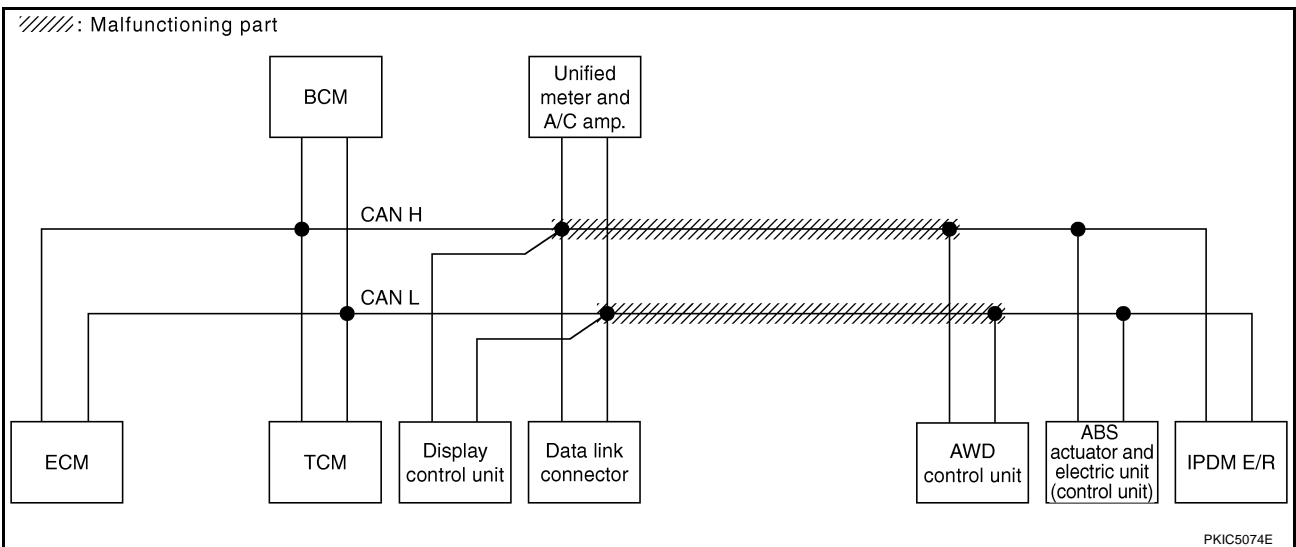 : Malfunctioning part
BCM
Unified
meter and
A/C amp.
CAN H
CAN L
ECM
TCM
Display
control unit
Data link
connector
AWD
control unit
ABS
actuator and
electric unit
(control unit)
IPDM E/R
PKIC5074E